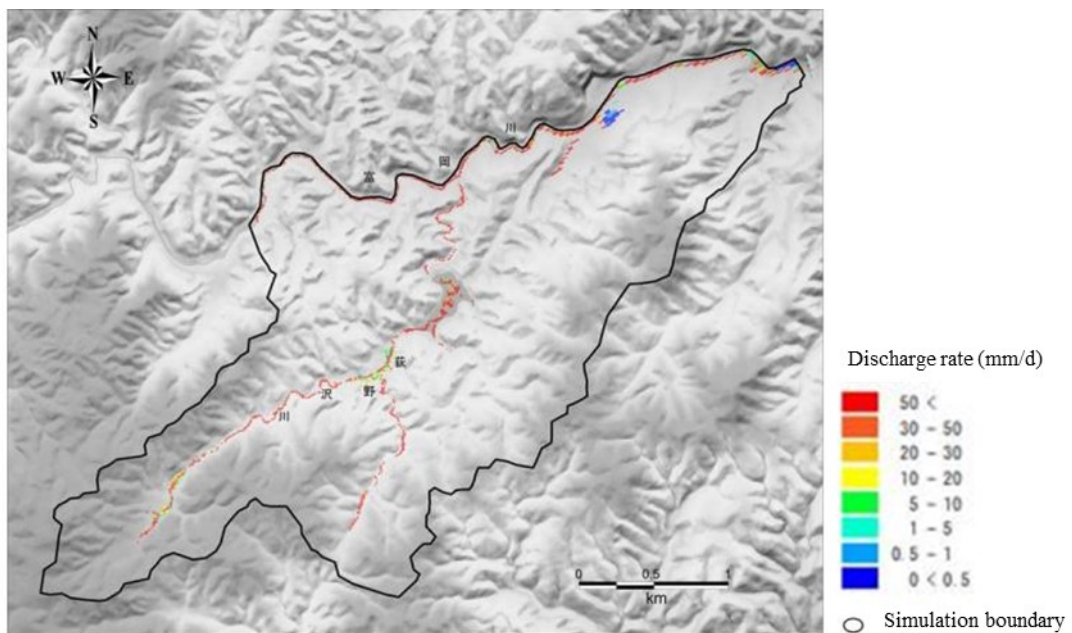 N
W E
S
川
岡
富
荻
野
沢
川
0 0.5 1
km
Discharge rate (mm/d)
50 <
30 - 50
20 - 30
10 - 20
5 - 10
1 - 5
0.5 - 1
0 < 0.5
Simulation boundary